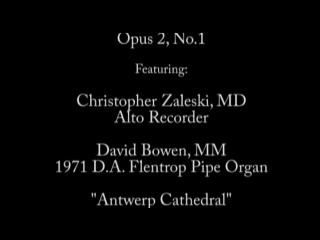 Opus 2, No.1
Featuring:
Christopher Zaleski, MD
Alto Recorder
David Bowen, MM
1971 D.A. Flentrop Pipe Organ
"Antwerp Cathedral"